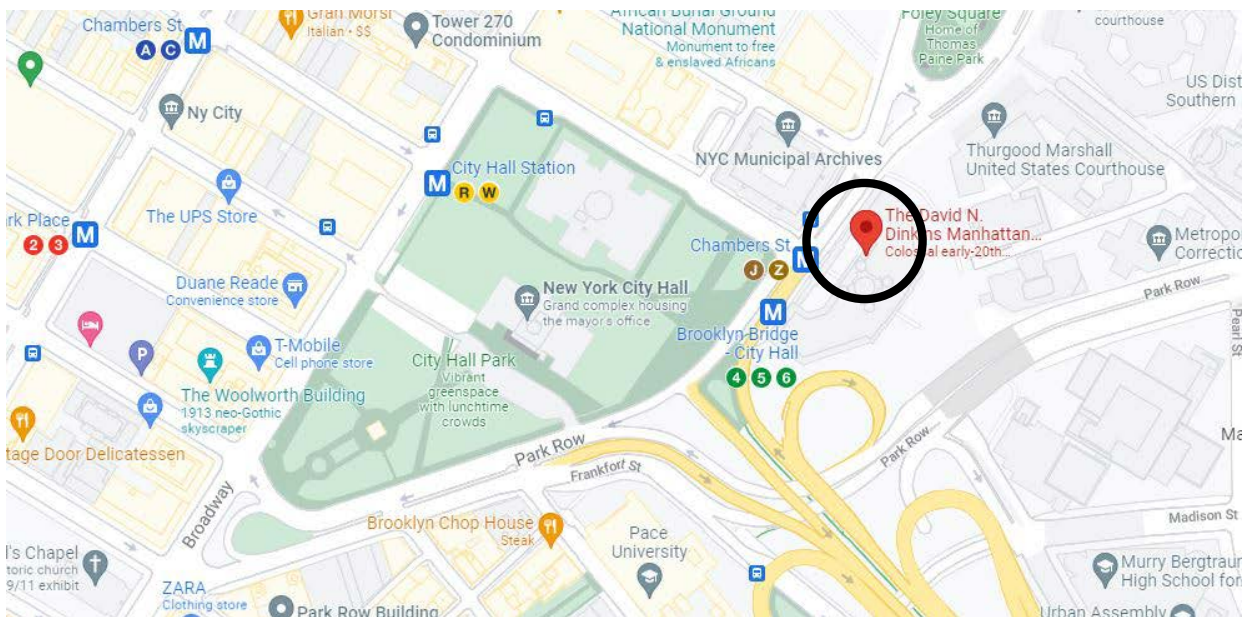 Chambers St
A C
Gran Morsi
Italian • $$
Tower 270
Condominium
African Burial Ground
National Monument
Monument to free
& enslaved Africans
Foley Square
Home of
Thomas
Paine Park
courthouse
US Dist
Southern
Ny City
NYC Municipal Archives
Thurgood Marshall
United States Courthouse
City Hall Station
R W
The UPS Store
rk Place
2 3
The David N.
Dinkins Manhattan...
Colossal early-20th...
Chambers St
J Z
Metropol
Correctio
Duane Reade
Convenience store
New York City Hall
Grand complex housing
the mayor's office
Park Row
Pearl St
Brooklyn Bridge
- City Hall
4 5 6
T-Mobile
Cell phone store
City Hall Park
Vibrant
greenspace
with lunchtime
crowds
P
The Woolworth Building
1913 neo-Gothic
skyscraper
tage Door Delicatessen
Park Row
Frankfort St
Park Row
Ma
Broadway
Brooklyn Chop House
Steak
Pace
University
Madison St
l's Chapel
toric church
9/11 exhibit
Murry Bergtraum
High School for
ZARA
Clothing store
Park Row Building
Urban Assembly